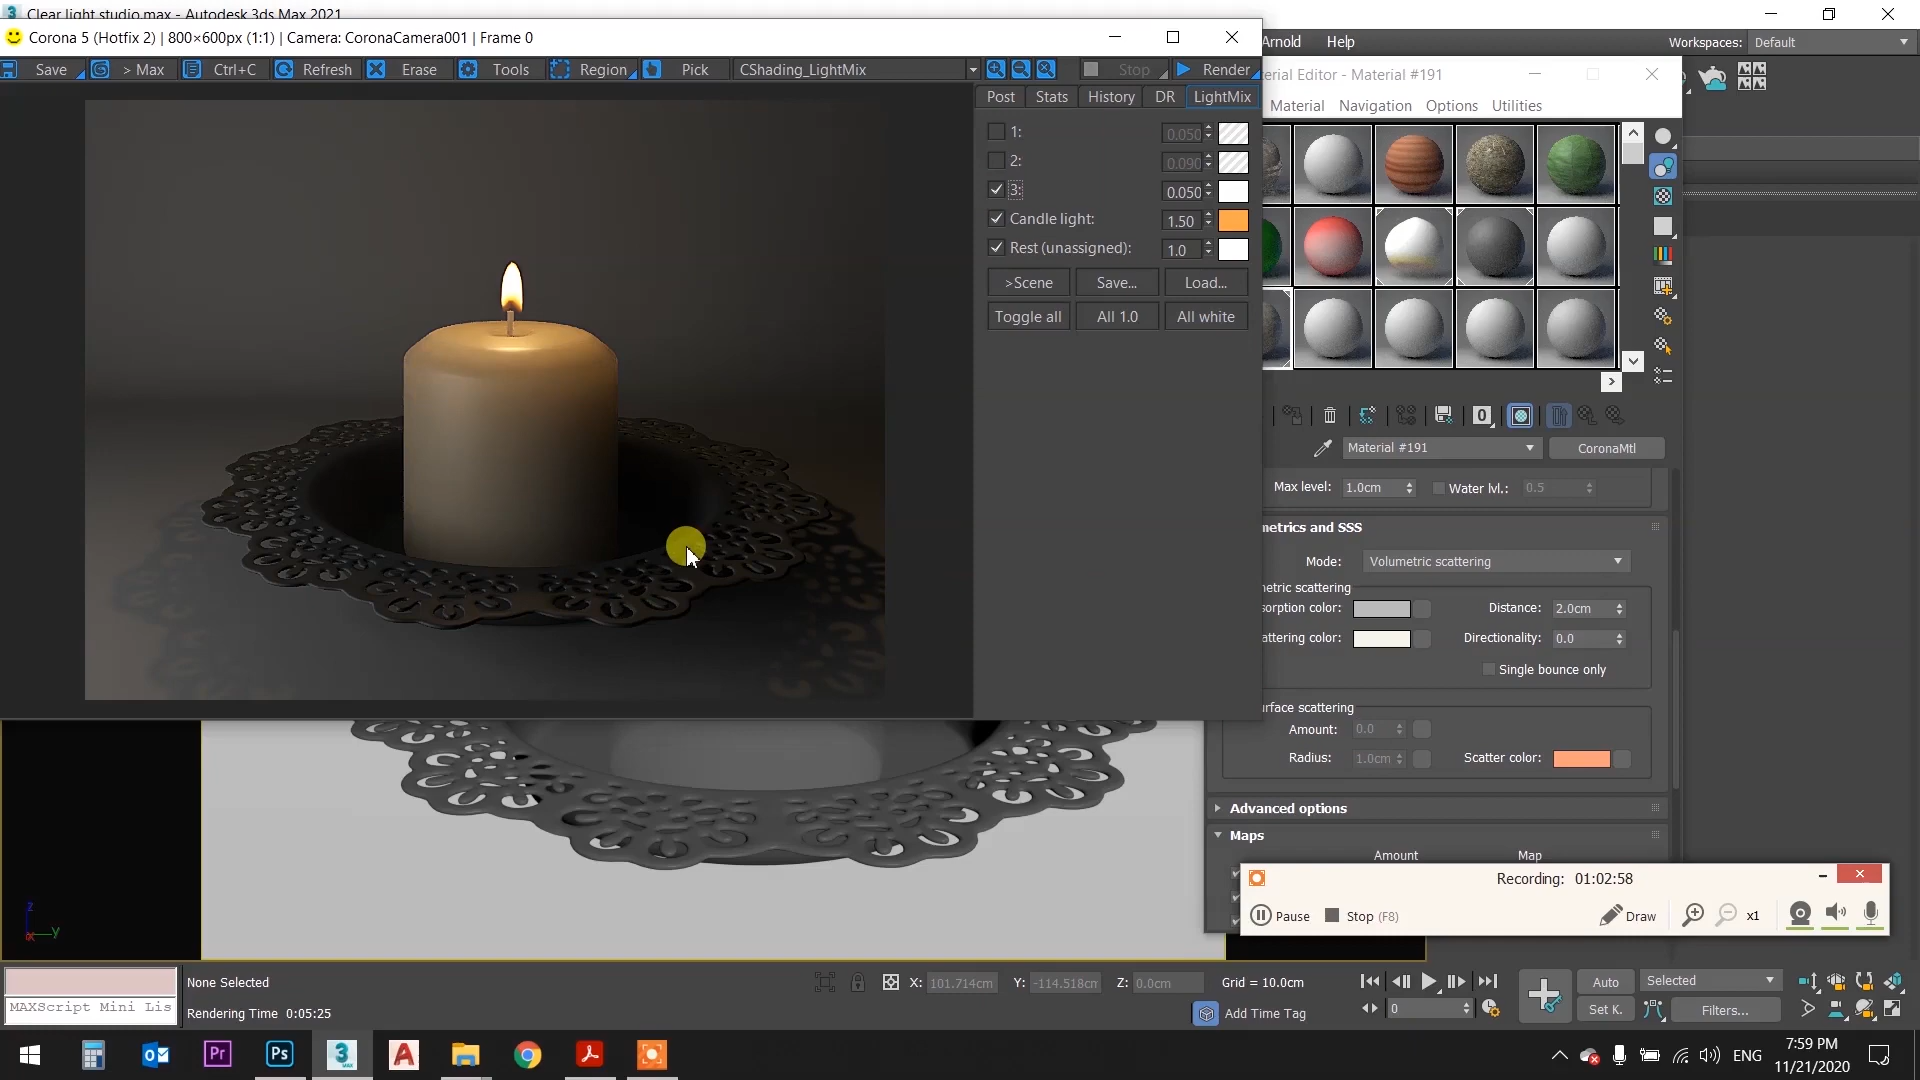 Clear light studio.max - Autodesk 3ds Max 2021
Corona 5 (Hotfix 2) | 800×600px (1:1) | Camera: CoronaCamera001 | Frame 0
Arnold Help Workspaces: Default
Save > Max Ctrl+C Refresh Erase Tools Region Pick CShading_LightMix Stop Render
erial Editor - Material #191
Post Stats History DR LightMix
Material Navigation Options Utilities
1: 0.050
2: 0.090
3: 0.050
Candle light: 1.50
Rest (unassigned): 1.0
>Scene Save... Load...
Toggle all All 1.0 All white
0
Material #191 CoronaMtl
Max level: 1.0cm Water lvl.: 0.5
metrics and SSS
Mode: Volumetric scattering
metric scattering
sorption color: Distance: 2.0cm
attering color: Directionality: 0.0
Single bounce only
urface scattering
Amount: 0.0
Radius: 1.0cm Scatter color:
Advanced options
Maps
Amount Map
Recording: 01:02:58
Pause Stop (F8) Draw x1
z
x y
None Selected X: 101.714cm Y: -114.518cm Z: 0.0cm Grid = 10.0cm Auto Selected
MAXScript Mini Lis Rendering Time 0:05:25 Add Time Tag 0 Set K. Filters...
Pr Ps 3 MAX A ENG 7:59 PM
11/21/2020